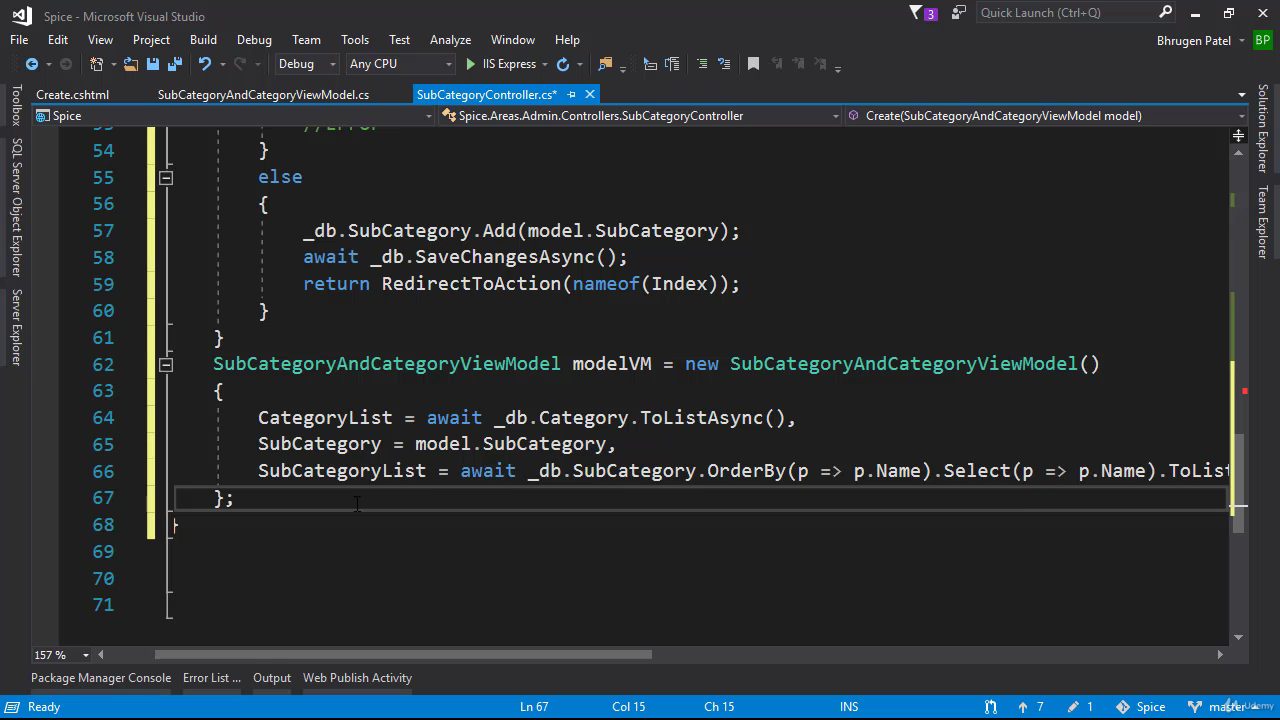 Spice - Microsoft Visual Studio
3
Quick Launch (Ctrl+Q)
File Edit View Project Build Debug Team Tools Test Analyze Window Help
Bhrugen Patel BP
Debug Any CPU IIS Express
Create.cshtml SubCategoryAndCategoryViewModel.cs SubCategoryController.cs*
Spice Spice.Areas.Admin.Controllers.SubCategoryController Create(SubCategoryAndCategoryViewModel model)
Toolbox
SQL Server Object Explorer
Server Explorer
Solution Explorer
Team Explorer
54 }
55 else
56 {
57 _db.SubCategory.Add(model.SubCategory);
58 await _db.SaveChangesAsync();
59 return RedirectToAction(nameof(Index));
60 }
61 }
62 SubCategoryAndCategoryViewModel modelVM = new SubCategoryAndCategoryViewModel()
63 {
64 CategoryList = await _db.Category.ToListAsync(),
65 SubCategory = model.SubCategory,
66 SubCategoryList = await _db.SubCategory.OrderBy(p => p.Name).Select(p => p.Name).ToList
67 };
68 }
69
70
71
157 %
Package Manager Console Error List ... Output Web Publish Activity
Ready Ln 67 Col 15 Ch 15 INS 7 1 Spice master
Udemy